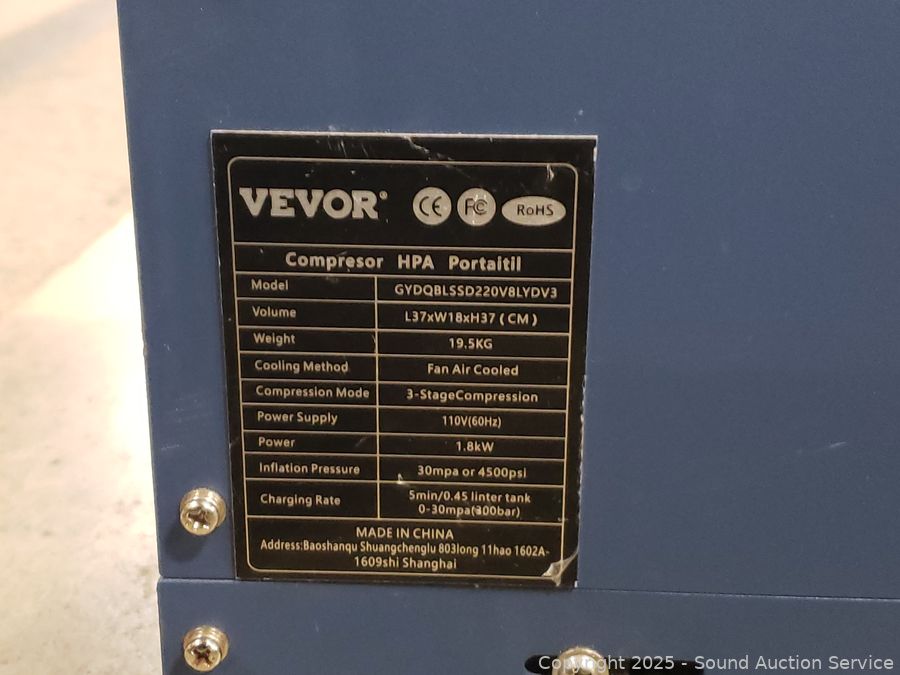 VEVOR®
CE FC RoHS
Compresor HPA Portaitil
Model GYDQBLSSD220V8LYDV3
Volume L37xW18xH37 ( CM )
Weight 19.5KG
Cooling Method Fan Air Cooled
Compression Mode 3-StageCompression
Power Supply 110V(60Hz)
Power 1.8kW
Inflation Pressure 30mpa or 4500psi
Charging Rate 5min/0.45 linter tank
0-30mpa(300bar)
MADE IN CHINA
Address:Baoshanqu Shuangchenglu 803long 11hao 1602A-
1609shi Shanghai
Copyright 2025 - Sound Auction Service